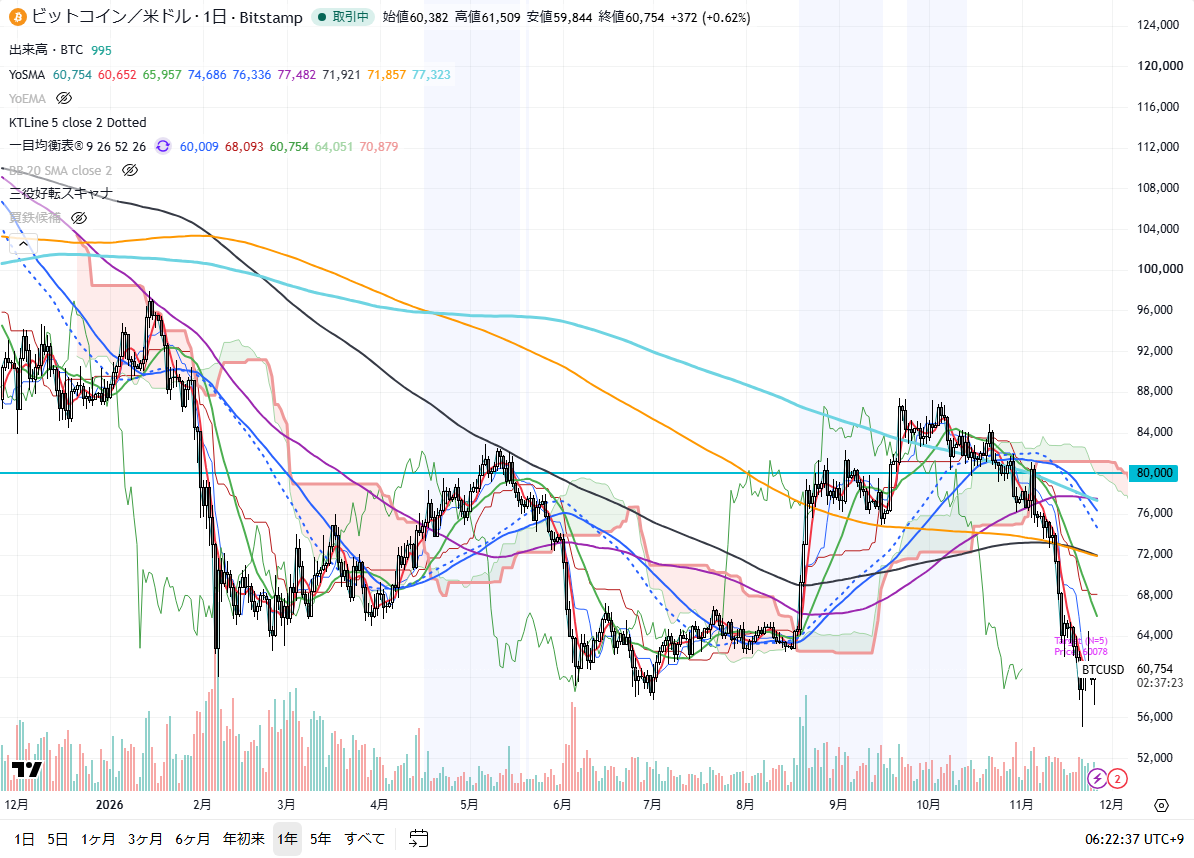 ビットコイン／米ドル · 1日 · Bitstamp 取引中 始値60,382 高値61,509 安値59,844 終値60,754 +372 (+0.62%)
出来高 · BTC 995
YoSMA 60,754 60,652 65,957 74,686 76,336 77,482 71,921 71,857 77,323
YoEMA
KTLine 5 close 2 Dotted
一目均衡表® 9 26 52 26 60,009 68,093 60,754 64,051 70,879
BB 20 SMA close 2
三役好転スキャナ
買鉄候補
124,000
120,000
116,000
112,000
108,000
104,000
100,000
96,000
92,000
88,000
84,000
80,000
76,000
72,000
68,000
64,000
(N=5)
60078
BTCUSD 60,754
02:37:23
56,000
52,000
2
12月 2026 2月 3月 4月 5月 6月 7月 8月 9月 10月 11月 12月
1日 5日 1ヶ月 3ヶ月 6ヶ月 年初来 1年 5年 すべて 06:22:37 UTC+9